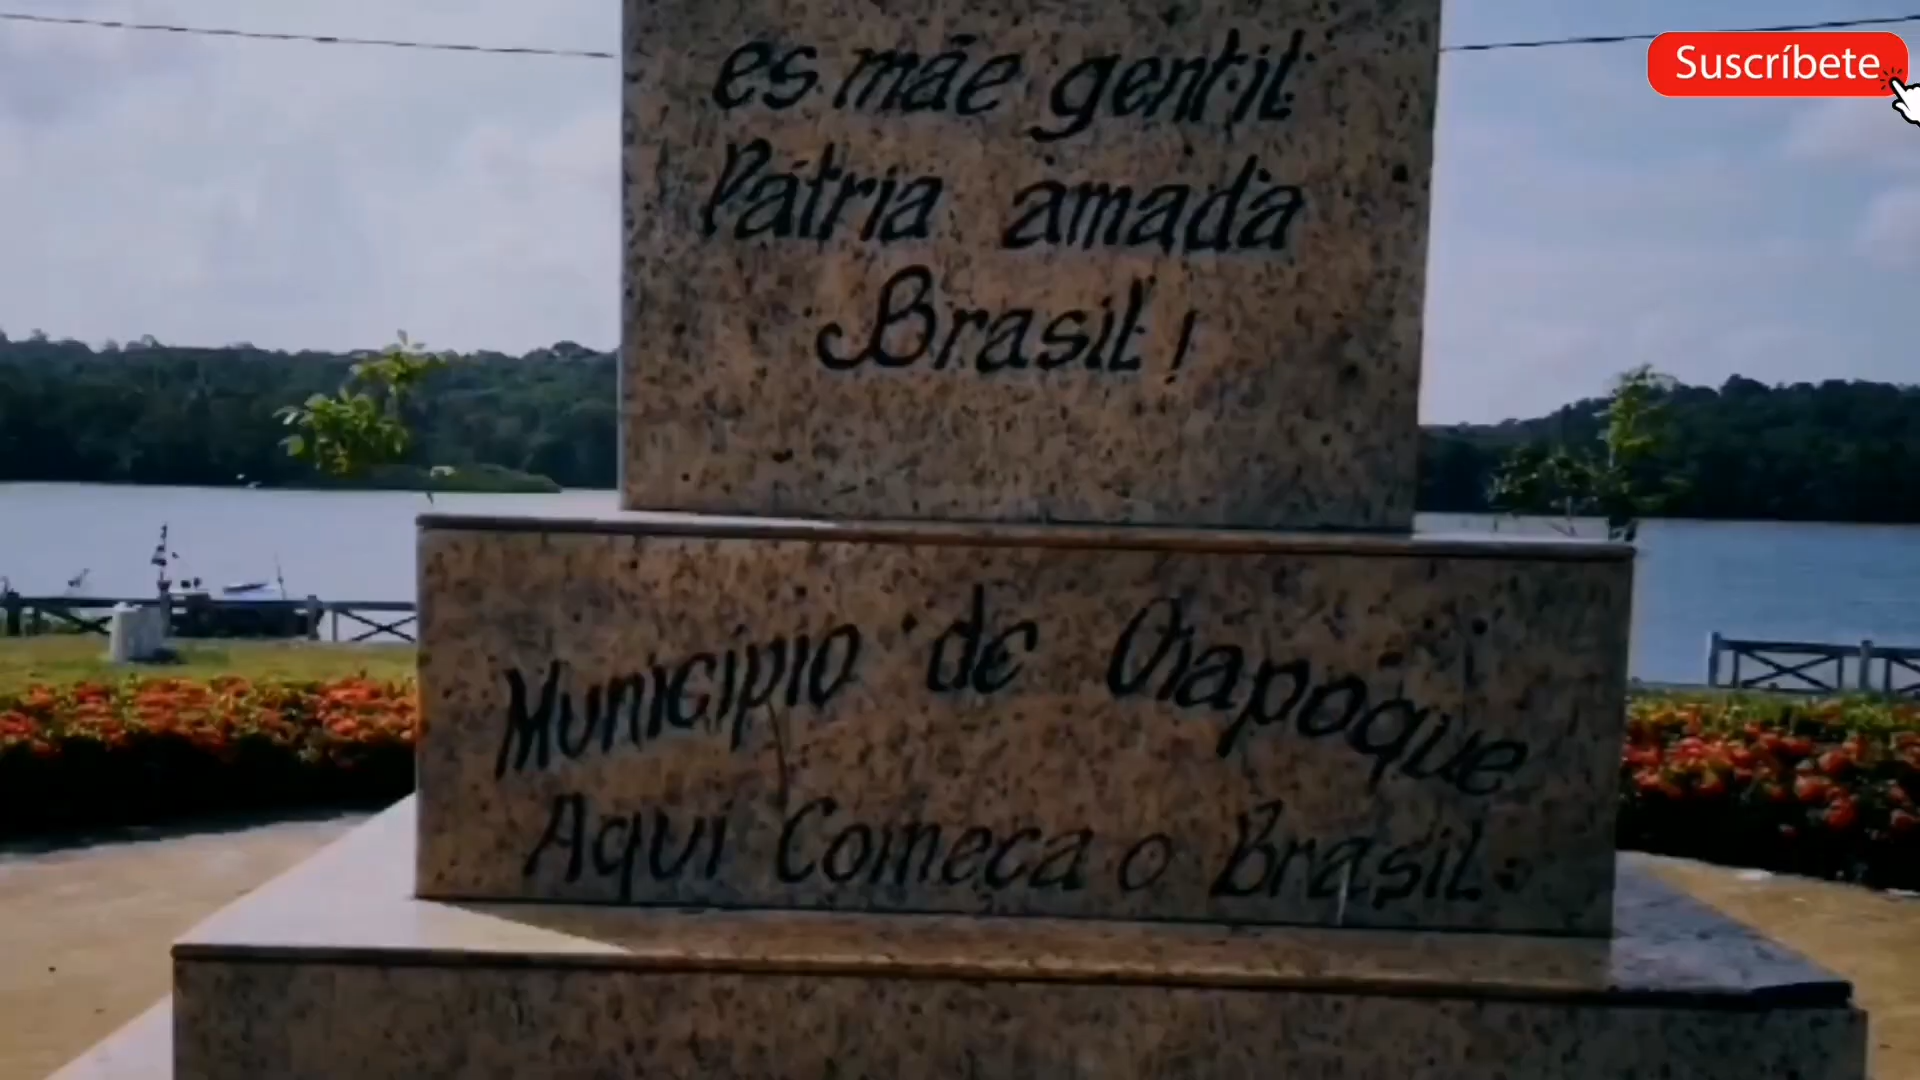 Suscríbete
es mãe gentil
Pátria amada
Brasil!
Município de Oiapoque
Aqui Começa o Brasil.